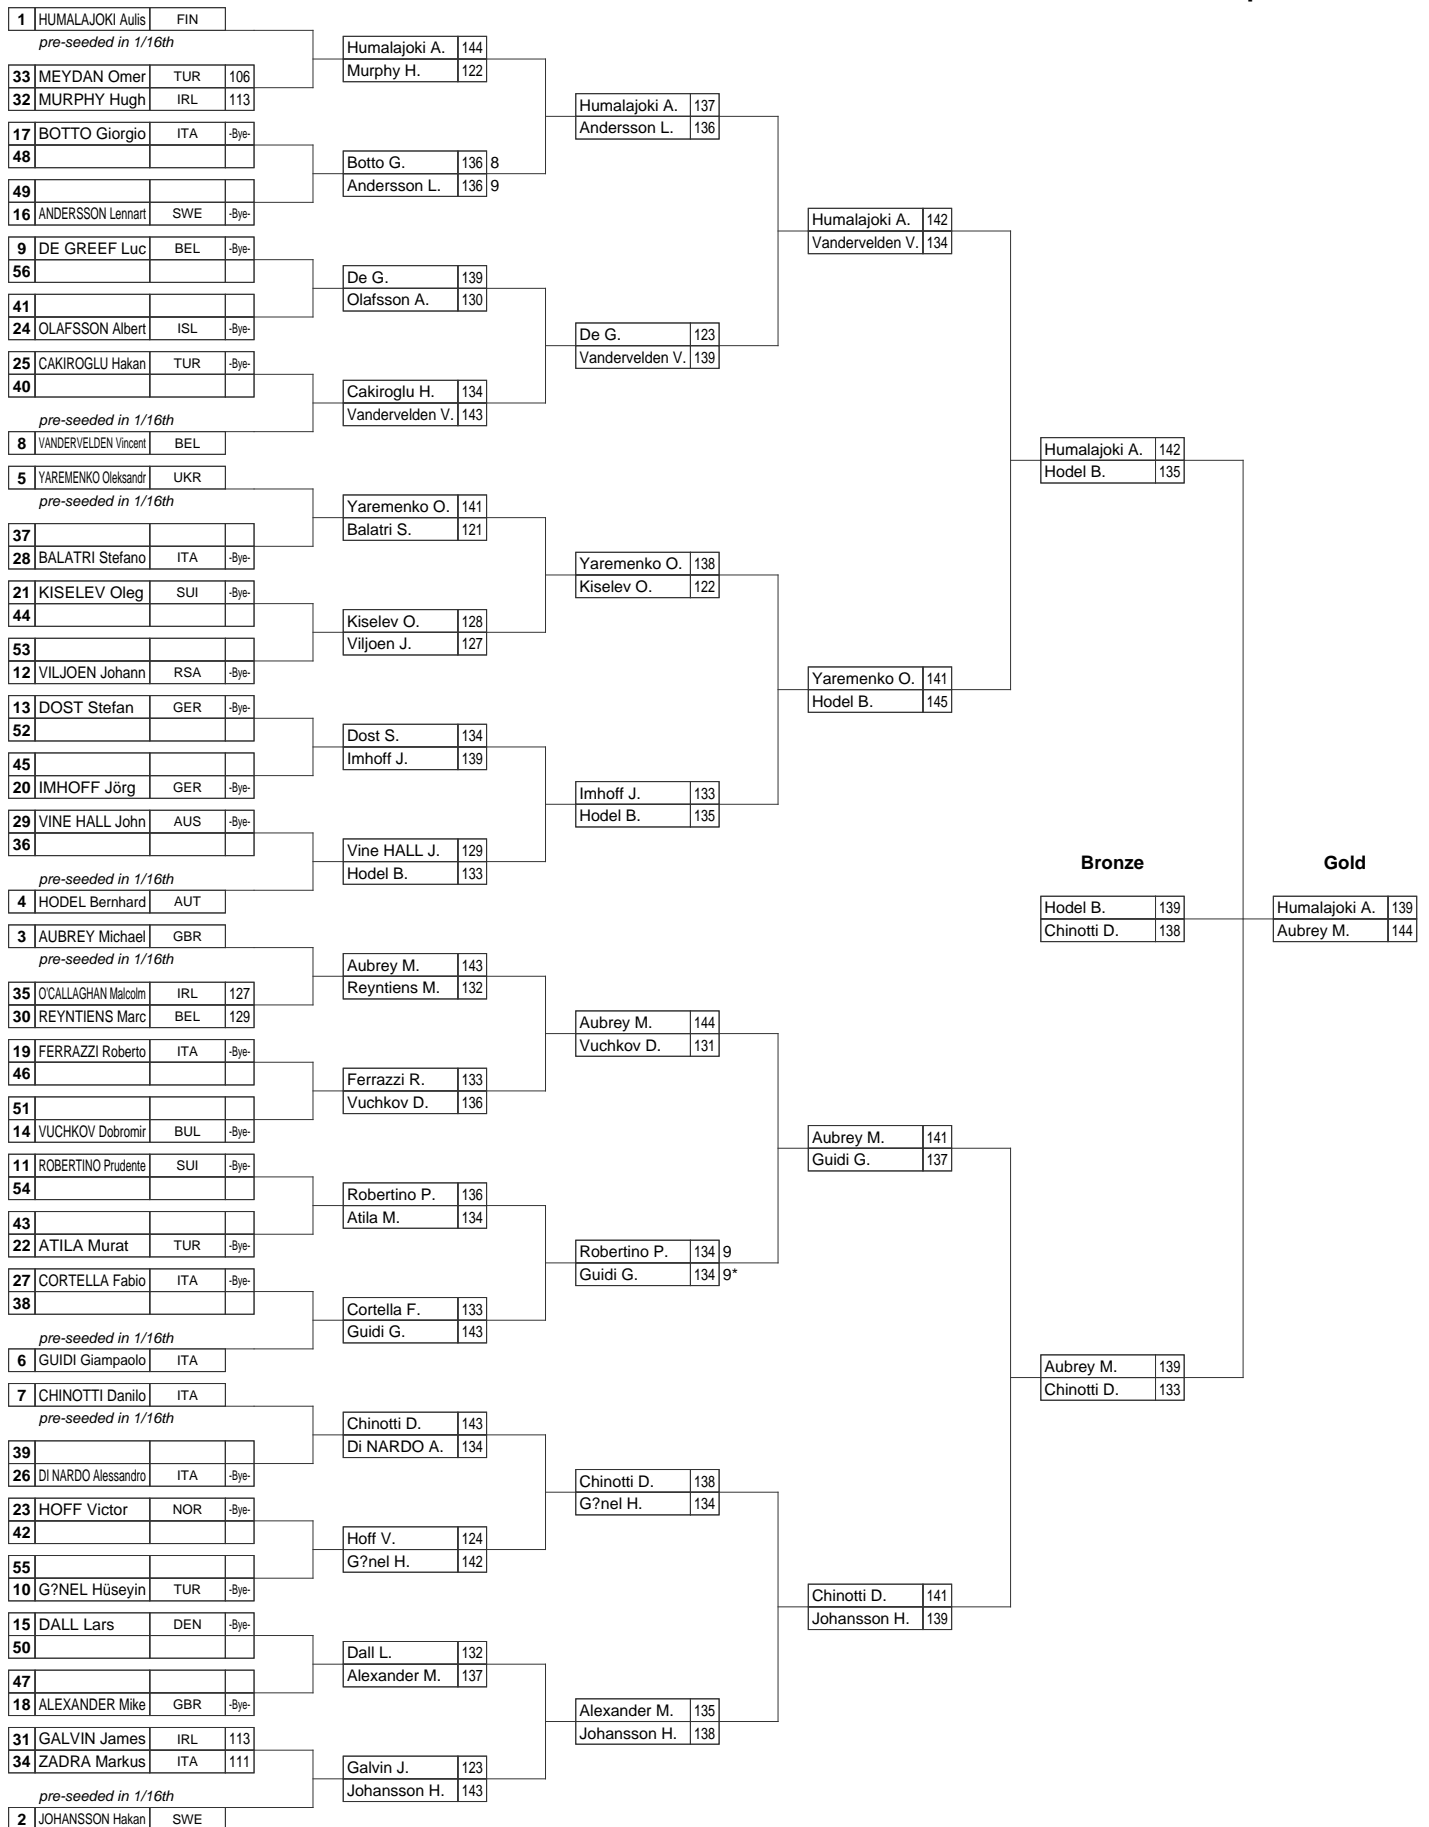 1 HUMALAJOKI Aulis FIN
pre-seeded in 1/16th
33 MEYDAN Omer TUR 106
32 MURPHY Hugh IRL 113
17 BOTTO Giorgio ITA -Bye-
48
49
16 ANDERSSON Lennart SWE -Bye-
9 DE GREEF Luc BEL -Bye-
56
41
24 OLAFSSON Albert ISL -Bye-
25 CAKIROGLU Hakan TUR -Bye-
40
pre-seeded in 1/16th
8 VANDERVELDEN Vincent BEL
5 YAREMENKO Oleksandr UKR
pre-seeded in 1/16th
37
28 BALATRI Stefano ITA -Bye-
21 KISELEV Oleg SUI -Bye-
44
53
12 VILJOEN Johann RSA -Bye-
13 DOST Stefan GER -Bye-
52
45
20 IMHOFF Jörg GER -Bye-
29 VINE HALL John AUS -Bye-
36
pre-seeded in 1/16th
4 HODEL Bernhard AUT
3 AUBREY Michael GBR
pre-seeded in 1/16th
35 O'CALLAGHAN Malcolm IRL 127
30 REYNTIENS Marc BEL 129
19 FERRAZZI Roberto ITA -Bye-
46
51
14 VUCHKOV Dobromir BUL -Bye-
11 ROBERTINO Prudente SUI -Bye-
54
43
22 ATILA Murat TUR -Bye-
27 CORTELLA Fabio ITA -Bye-
38
pre-seeded in 1/16th
6 GUIDI Giampaolo ITA
7 CHINOTTI Danilo ITA
pre-seeded in 1/16th
39
26 DI NARDO Alessandro ITA -Bye-
23 HOFF Victor NOR -Bye-
42
55
10 G?NEL Hüseyin TUR -Bye-
15 DALL Lars DEN -Bye-
50
47
18 ALEXANDER Mike GBR -Bye-
31 GALVIN James IRL 113
34 ZADRA Markus ITA 111
pre-seeded in 1/16th
2 JOHANSSON Hakan SWE
Humalajoki A. 144
Murphy H. 122
Botto G. 136 8
Andersson L. 136 9
De G. 139
Olafsson A. 130
Cakiroglu H. 134
Vandervelden V. 143
Yaremenko O. 141
Balatri S. 121
Kiselev O. 128
Viljoen J. 127
Dost S. 134
Imhoff J. 139
Vine HALL J. 129
Hodel B. 133
Aubrey M. 143
Reyntiens M. 132
Ferrazzi R. 133
Vuchkov D. 136
Robertino P. 136
Atila M. 134
Cortella F. 133
Guidi G. 143
Chinotti D. 143
Di NARDO A. 134
Hoff V. 124
G?nel H. 142
Dall L. 132
Alexander M. 137
Galvin J. 123
Johansson H. 143
Humalajoki A. 137
Andersson L. 136
De G. 123
Vandervelden V. 139
Yaremenko O. 138
Kiselev O. 122
Imhoff J. 133
Hodel B. 135
Aubrey M. 144
Vuchkov D. 131
Robertino P. 134 9
Guidi G. 134 9*
Chinotti D. 138
G?nel H. 134
Alexander M. 135
Johansson H. 138
Humalajoki A. 142
Vandervelden V. 134
Yaremenko O. 141
Hodel B. 145
Aubrey M. 141
Guidi G. 137
Chinotti D. 141
Johansson H. 139
Humalajoki A. 142
Hodel B. 135
Aubrey M. 139
Chinotti D. 133
Bronze
Hodel B. 139
Chinotti D. 138
Gold
Humalajoki A. 139
Aubrey M. 144